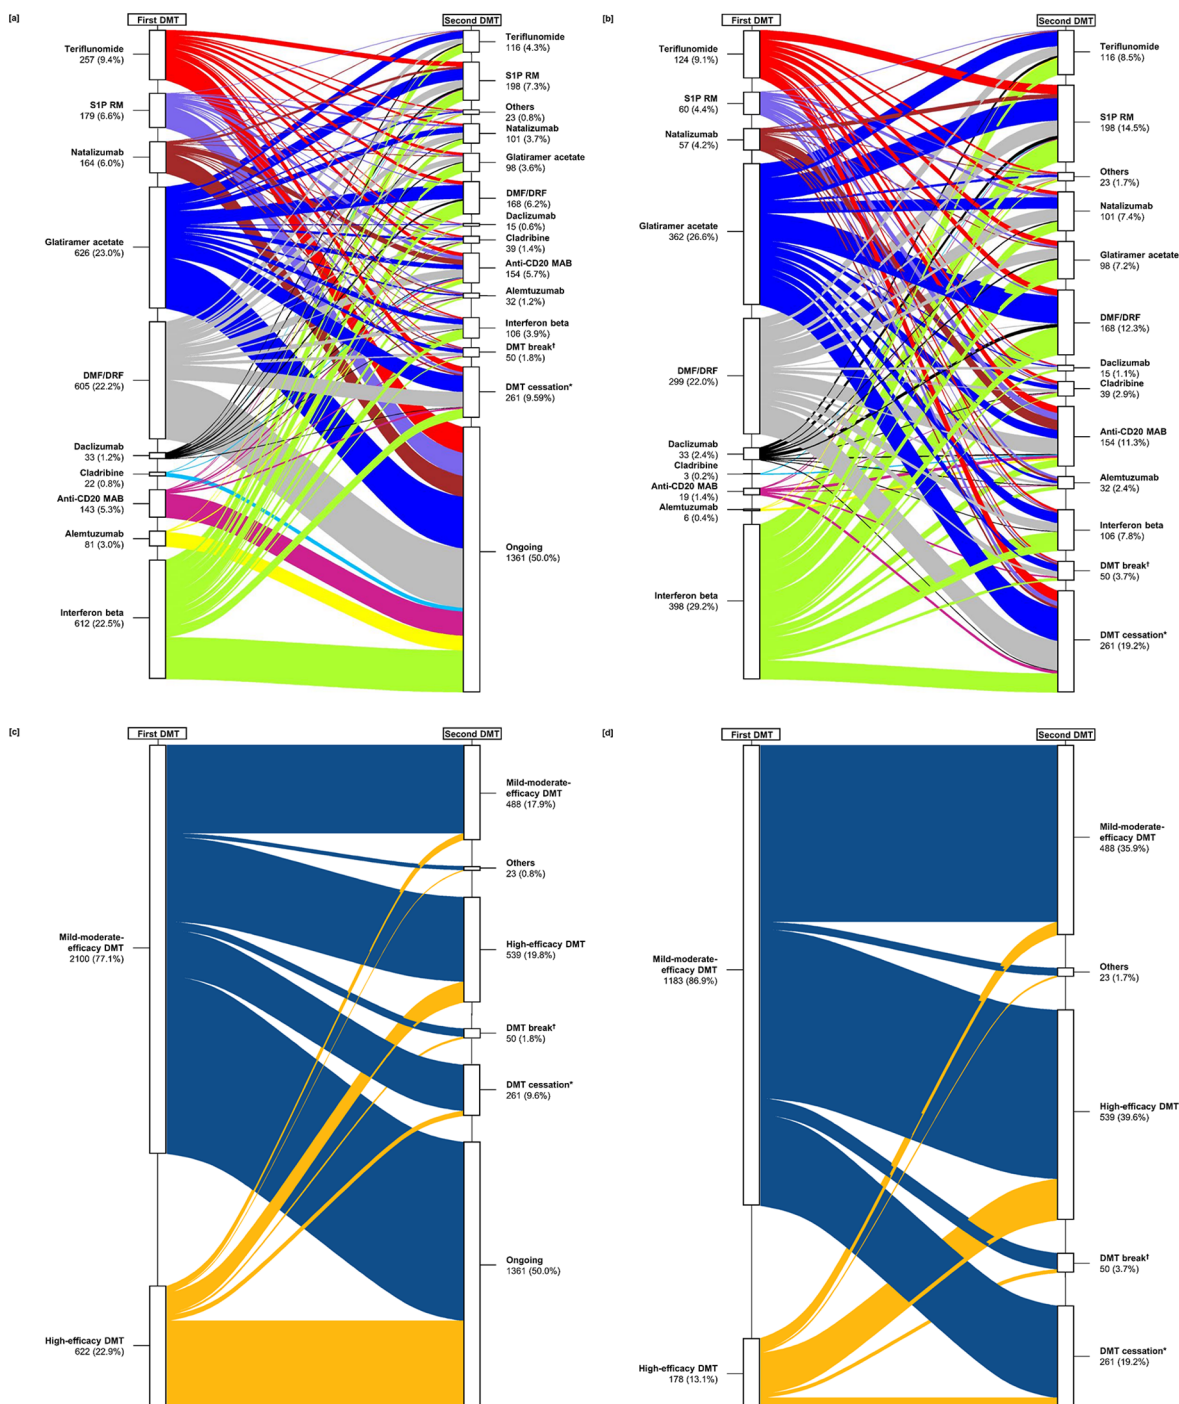 [a]
First DMT
Second DMT
Teriflunomide
257 (9.4%)
S1P RM
179 (6.6%)
Natalizumab
164 (6.0%)
Glatiramer acetate
626 (23.0%)
DMF/DRF
605 (22.2%)
Daclizumab
33 (1.2%)
Cladribine
22 (0.8%)
Anti-CD20 MAB
143 (5.3%)
Alemtuzumab
81 (3.0%)
Interferon beta
612 (22.5%)
Teriflunomide
116 (4.3%)
S1P RM
198 (7.3%)
Others
23 (0.8%)
Natalizumab
101 (3.7%)
Glatiramer acetate
98 (3.6%)
DMF/DRF
168 (6.2%)
Daclizumab
15 (0.6%)
Cladribine
39 (1.4%)
Anti-CD20 MAB
154 (5.7%)
Alemtuzumab
32 (1.2%)
Interferon beta
106 (3.9%)
DMT break†
50 (1.8%)
DMT cessation*
261 (9.59%)
Ongoing
1361 (50.0%)
[b]
First DMT
Second DMT
Teriflunomide
124 (9.1%)
S1P RM
60 (4.4%)
Natalizumab
57 (4.2%)
Glatiramer acetate
362 (26.6%)
DMF/DRF
299 (22.0%)
Daclizumab
33 (2.4%)
Cladribine
3 (0.2%)
Anti-CD20 MAB
19 (1.4%)
Alemtuzumab
6 (0.4%)
Interferon beta
398 (29.2%)
Teriflunomide
116 (8.5%)
S1P RM
198 (14.5%)
Others
23 (1.7%)
Natalizumab
101 (7.4%)
Glatiramer acetate
98 (7.2%)
DMF/DRF
168 (12.3%)
Daclizumab
15 (1.1%)
Cladribine
39 (2.9%)
Anti-CD20 MAB
154 (11.3%)
Alemtuzumab
32 (2.4%)
Interferon beta
106 (7.8%)
DMT break†
50 (3.7%)
DMT cessation*
261 (19.2%)
[c]
First DMT
Second DMT
Mild-moderate-
efficacy DMT
2100 (77.1%)
High-efficacy DMT
622 (22.9%)
Mild-moderate-
efficacy DMT
488 (17.9%)
Others
23 (0.8%)
High-efficacy DMT
539 (19.8%)
DMT break†
50 (1.8%)
DMT cessation*
261 (9.6%)
Ongoing
1361 (50.0%)
[d]
First DMT
Second DMT
Mild-moderate-
efficacy DMT
1183 (86.9%)
High-efficacy DMT
178 (13.1%)
Mild-moderate-
efficacy DMT
488 (35.9%)
Others
23 (1.7%)
High-efficacy DMT
539 (39.6%)
DMT break†
50 (3.7%)
DMT cessation*
261 (19.2%)